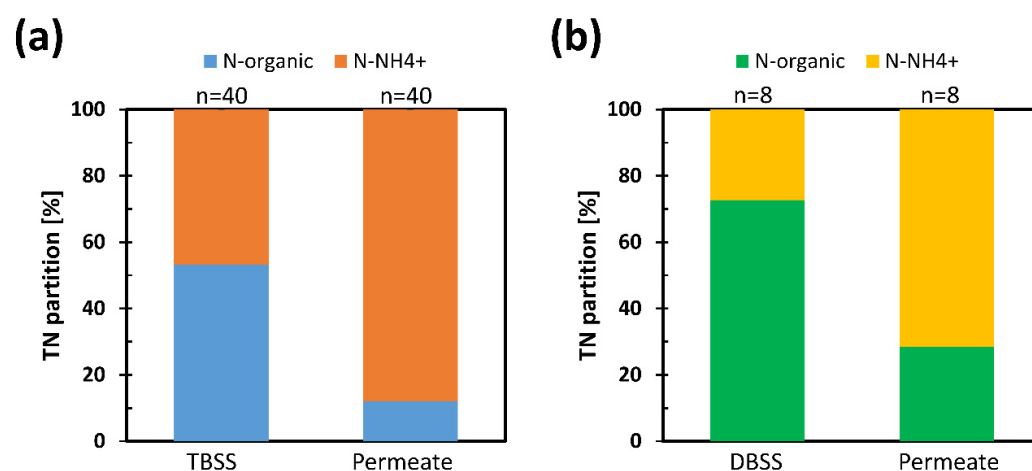 (a)
N-organic N-NH4+
n=40 n=40
100
80
60
40
20
0
TN partition [%]
TBSS Permeate
(b)
N-organic N-NH4+
n=8 n=8
100
80
60
40
20
0
TN partition [%]
DBSS Permeate